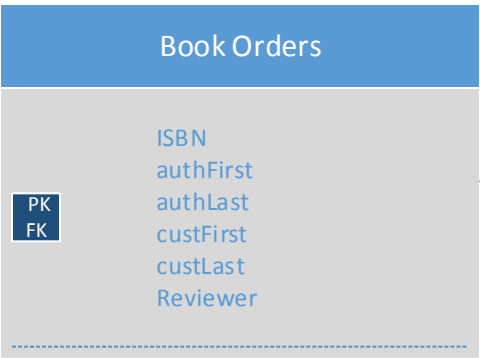 Book Orders
ISBN
authFirst
authLast
custFirst
custLast
Reviewer
PK
FK